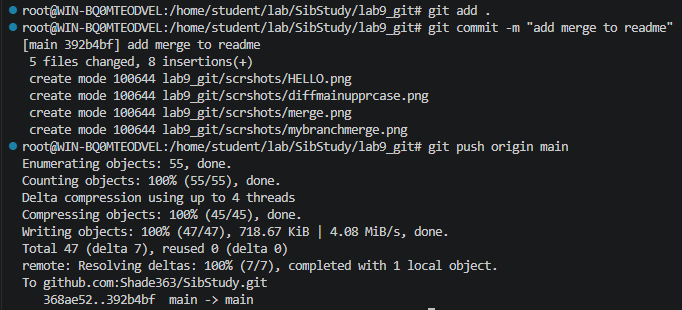 root@WIN-BQ0MTEODVEL:/home/student/lab/SibStudy/lab9_git# git add .
root@WIN-BQ0MTEODVEL:/home/student/lab/SibStudy/lab9_git# git commit -m "add merge to readme"
[main 392b4bf] add merge to readme
5 files changed, 8 insertions(+)
create mode 100644 lab9_git/scrshots/HELLO.png
create mode 100644 lab9_git/scrshots/diffmainupprcase.png
create mode 100644 lab9_git/scrshots/merge.png
create mode 100644 lab9_git/scrshots/mybranchmerge.png
root@WIN-BQ0MTEODVEL:/home/student/lab/SibStudy/lab9_git# git push origin main
Enumerating objects: 55, done.
Counting objects: 100% (55/55), done.
Delta compression using up to 4 threads
Compressing objects: 100% (45/45), done.
Writing objects: 100% (47/47), 718.67 KiB | 4.08 MiB/s, done.
Total 47 (delta 7), reused 0 (delta 0)
remote: Resolving deltas: 100% (7/7), completed with 1 local object.
To github.com:Shade363/SibStudy.git
368ae52..392b4bf  main -> main